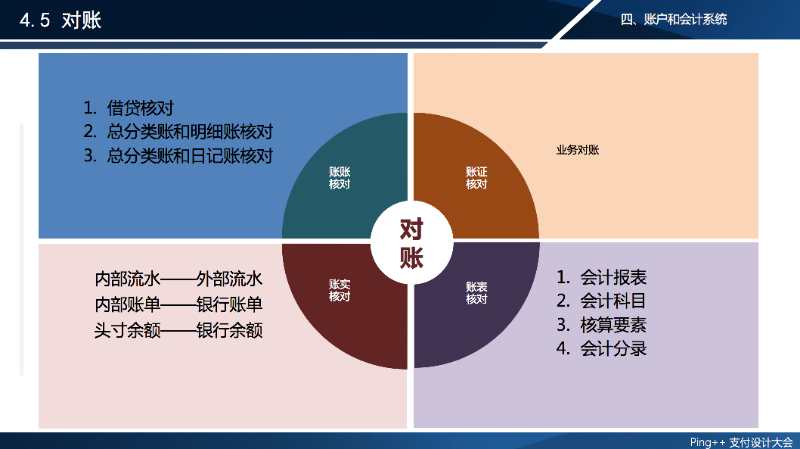 4.5 对账
四、账户和会计系统
1. 借贷核对
2. 总分类账和明细账核对
3. 总分类账和日记账核对
账账
核对
账证
核对
业务对账
对
账
内部流水——外部流水
内部账单——银行账单
头寸余额——银行余额
账实
核对
账表
核对
1. 会计报表
2. 会计科目
3. 核算要素
4. 会计分录
Ping++ 支付设计大会